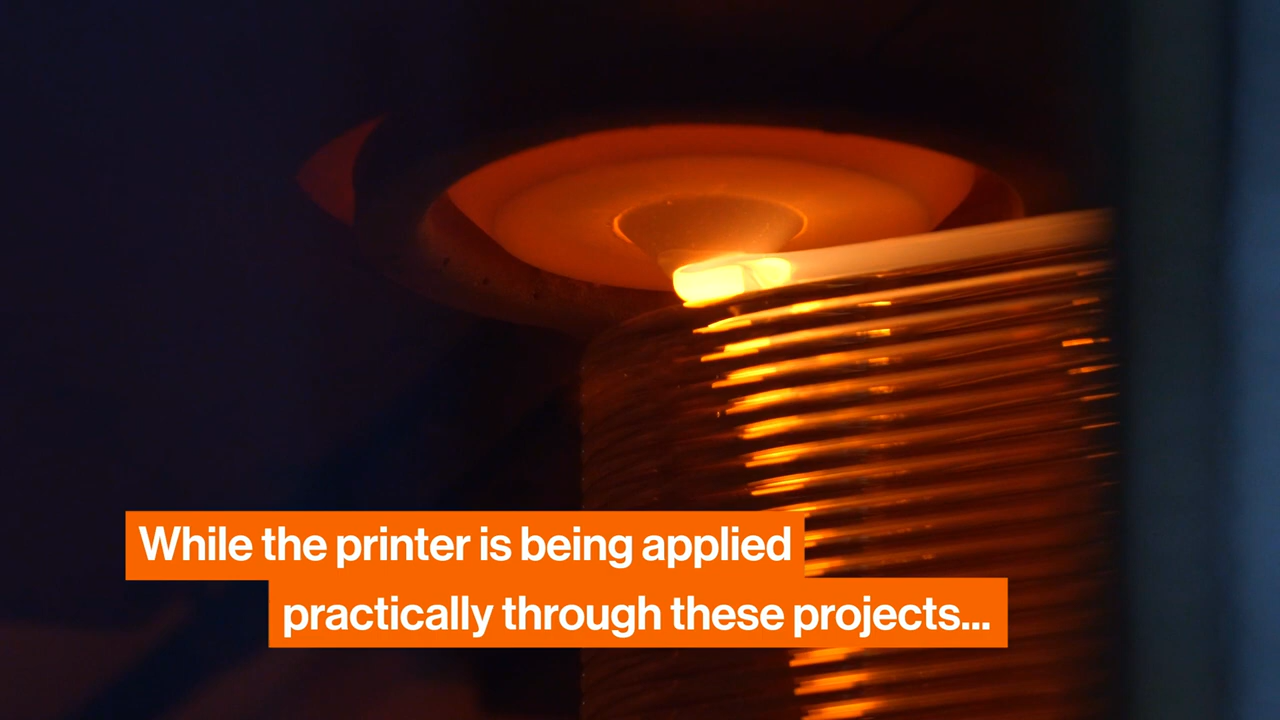 While the printer is being applied
practically through these projects...